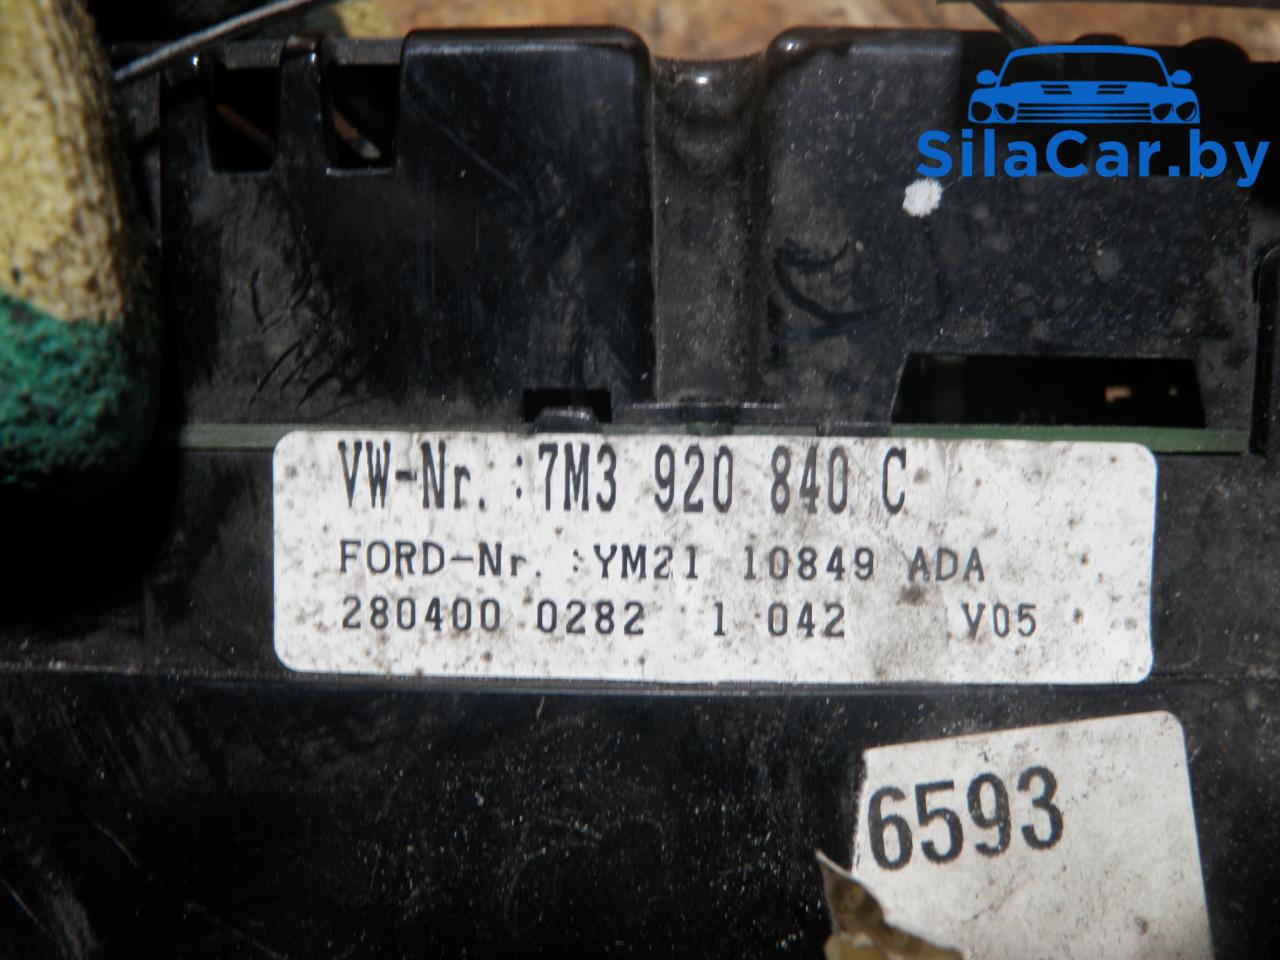 SilaCar.by
VW-Nr. :7M3 920 840 C
FORD-Nr. :YM21 10849 ADA
280400 0282 1 042 V05
6593